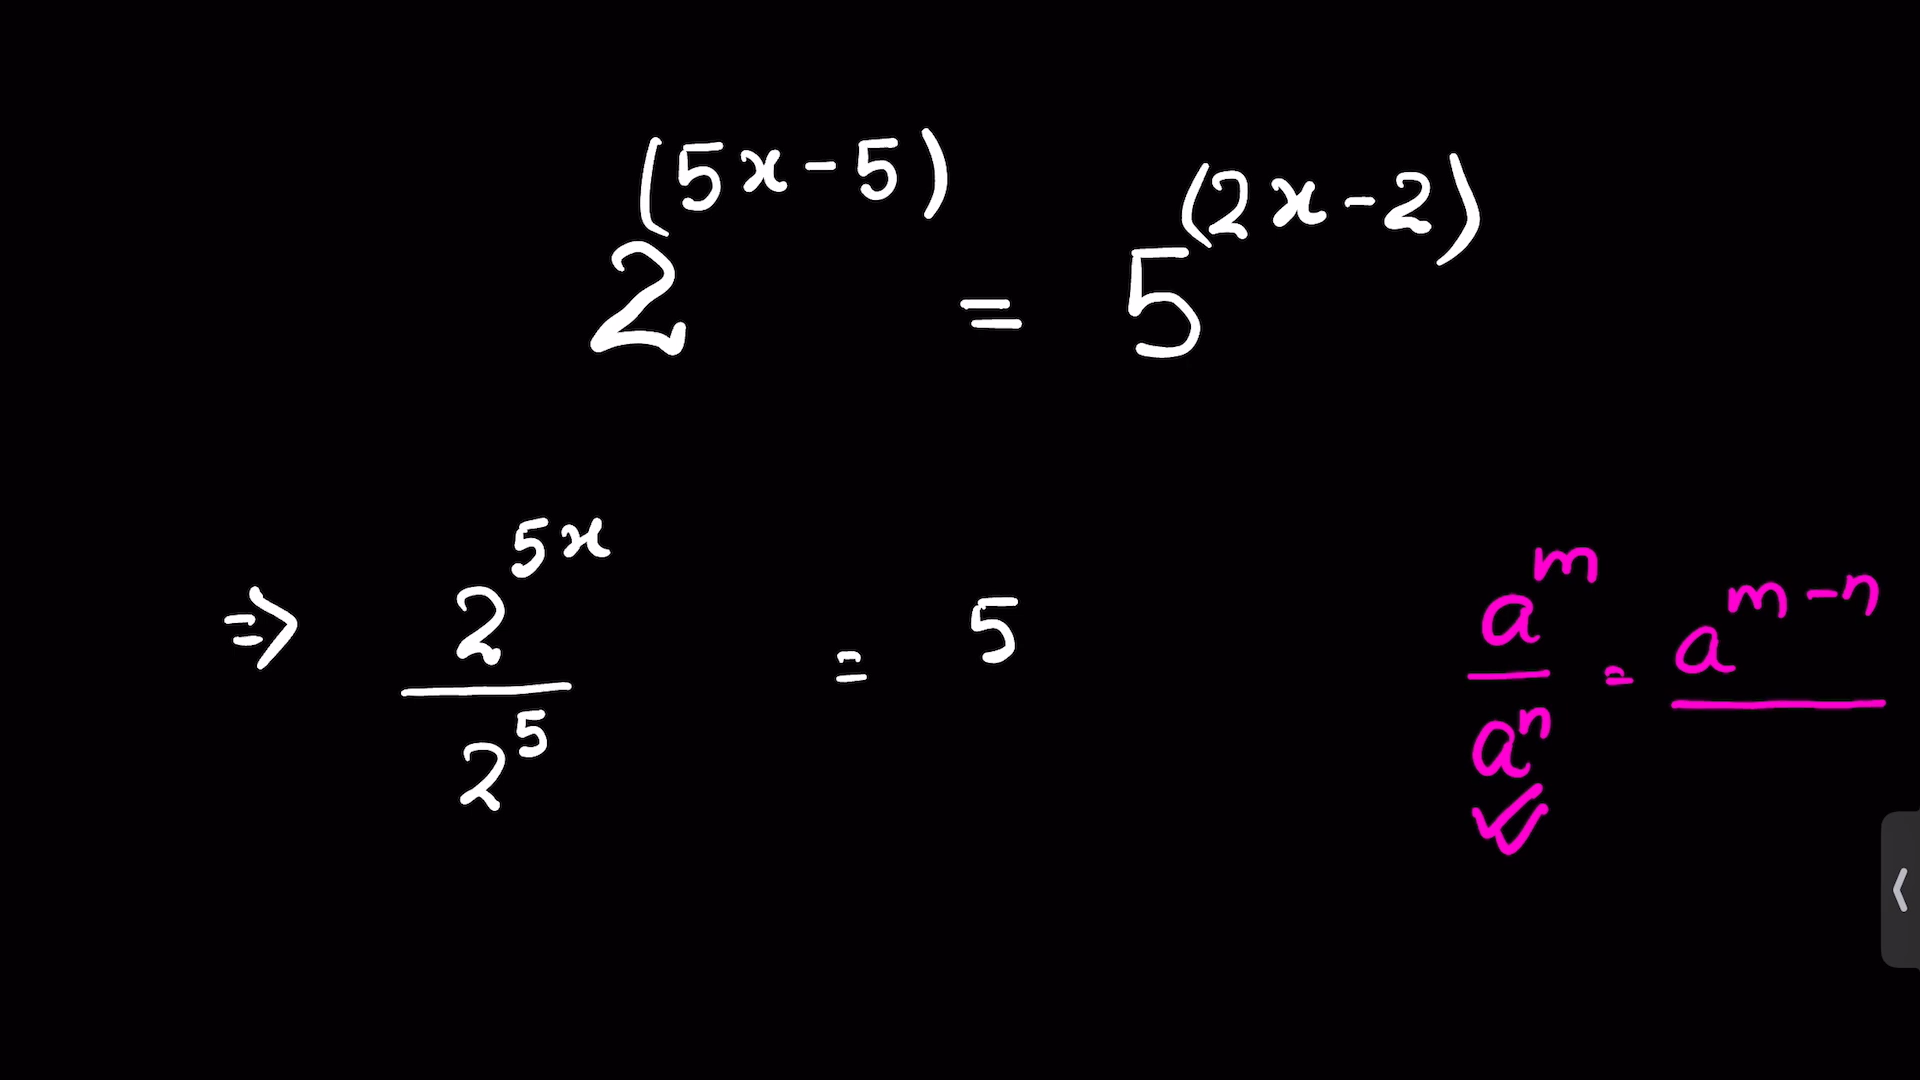 2^(5x-5) = 5^(2x-2)
⇒ 2^5x / 2^5 = 5
a^m / a^n = a^m-n